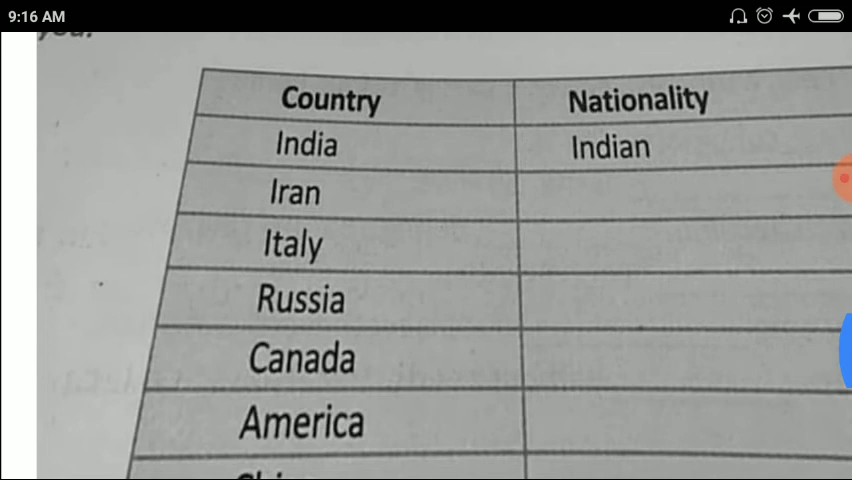 9:16 AM
Country Nationality
India Indian
Iran
Italy
Russia
Canada
America